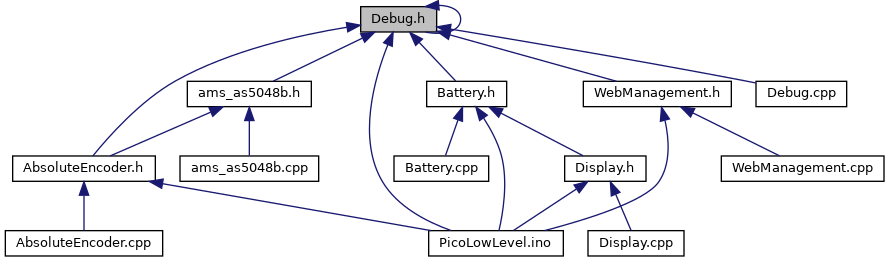 Debug.h
ams_as5048b.h
Battery.h
WebManagement.h
Debug.cpp
AbsoluteEncoder.h
ams_as5048b.cpp
Battery.cpp
Display.h
WebManagement.cpp
AbsoluteEncoder.cpp
PicoLowLevel.ino
Display.cpp